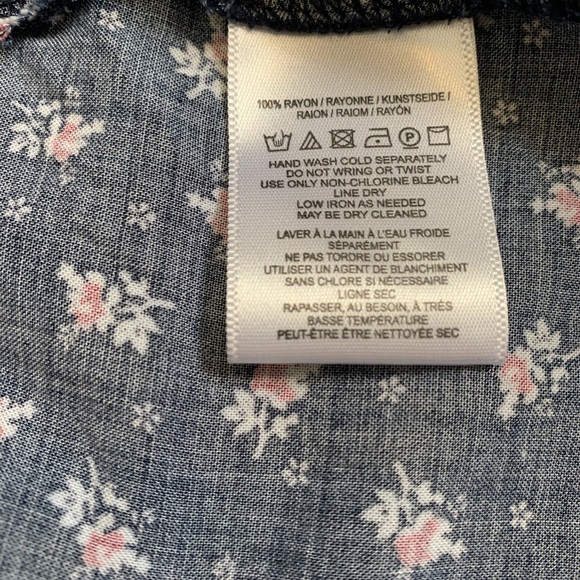 100% RAYON / RAYONNE / KUNSTSEIDE /
RAION / RAIOM / RAYÓN
P
HAND WASH COLD SEPARATELY
DO NOT WRING OR TWIST
USE ONLY NON-CHLORINE BLEACH
LINE DRY
LOW IRON AS NEEDED
MAY BE DRY CLEANED
LAVER À LA MAIN À L'EAU FROIDE
SÉPARÉMENT
NE PAS TORDRE OU ESSORER
UTILISER UN AGENT DE BLANCHIMENT
SANS CHLORE SI NÉCESSAIRE
LIGNE SEC
RAPASSER, AU BESOIN, À TRÉS
BASSE TEMPÉRATURE
PEUT-ÊTRE ÊTRE NETTOYÉE SEC